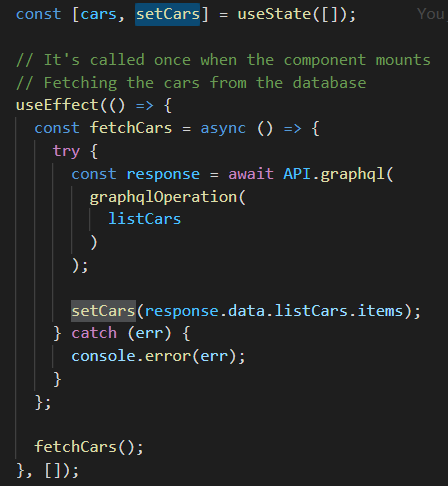 const [cars, setCars] = useState([]); You
// It's called once when the component mounts
// Fetching the cars from the database
useEffect(() => {
const fetchCars = async () => {
try {
const response = await API.graphql(
graphqlOperation(
listCars
)
);
setCars(response.data.listCars.items);
} catch (err) {
console.error(err);
}
};
fetchCars();
}, []);